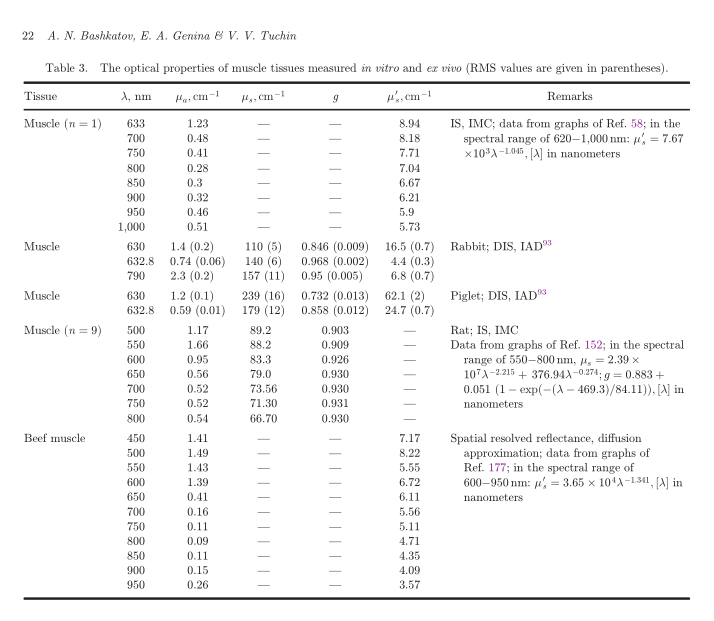 22 A. N. Bashkatov, E. A. Genina & V. V. Tuchin
Table 3. The optical properties of muscle tissues measured in vitro and ex vivo (RMS values are given in parentheses).
Tissue λ, nm μa, cm−1 μs, cm−1 g μ′s, cm−1 Remarks
Muscle (n = 1) 633 1.23 — — 8.94 IS, IMC; data from graphs of Ref. 58; in the
700 0.48 — — 8.18 spectral range of 620–1,000 nm: μ′s = 7.67
750 0.41 — — 7.71 ×10³λ−1.045, [λ] in nanometers
800 0.28 — — 7.04
850 0.3 — — 6.67
900 0.32 — — 6.21
950 0.46 — — 5.9
1,000 0.51 — — 5.73
Muscle 630 1.4 (0.2) 110 (5) 0.846 (0.009) 16.5 (0.7) Rabbit; DIS, IAD93
632.8 0.74 (0.06) 140 (6) 0.968 (0.002) 4.4 (0.3)
790 2.3 (0.2) 157 (11) 0.95 (0.005) 6.8 (0.7)
Muscle 630 1.2 (0.1) 239 (16) 0.732 (0.013) 62.1 (2) Piglet; DIS, IAD93
632.8 0.59 (0.01) 179 (12) 0.858 (0.012) 24.7 (0.7)
Muscle (n = 9) 500 1.17 89.2 0.903 — Rat; IS, IMC
550 1.66 88.2 0.909 — Data from graphs of Ref. 152; in the spectral
600 0.95 83.3 0.926 — range of 550–800 nm, μs = 2.39 ×
650 0.56 79.0 0.930 — 10⁷λ−2.215 + 376.94λ−0.274; g = 0.883 +
700 0.52 73.56 0.930 — 0.051 (1 − exp(−(λ − 469.3)/84.11)), [λ] in
750 0.52 71.30 0.931 — nanometers
800 0.54 66.70 0.930 —
Beef muscle 450 1.41 — — 7.17 Spatial resolved reflectance, diffusion
500 1.49 — — 8.22 approximation; data from graphs of
550 1.43 — — 5.55 Ref. 177; in the spectral range of
600 1.39 — — 6.72 600–950 nm: μ′s = 3.65 × 10⁴λ−1.341, [λ] in
650 0.41 — — 6.11 nanometers
700 0.16 — — 5.56
750 0.11 — — 5.11
800 0.09 — — 4.71
850 0.11 — — 4.35
900 0.15 — — 4.09
950 0.26 — — 3.57